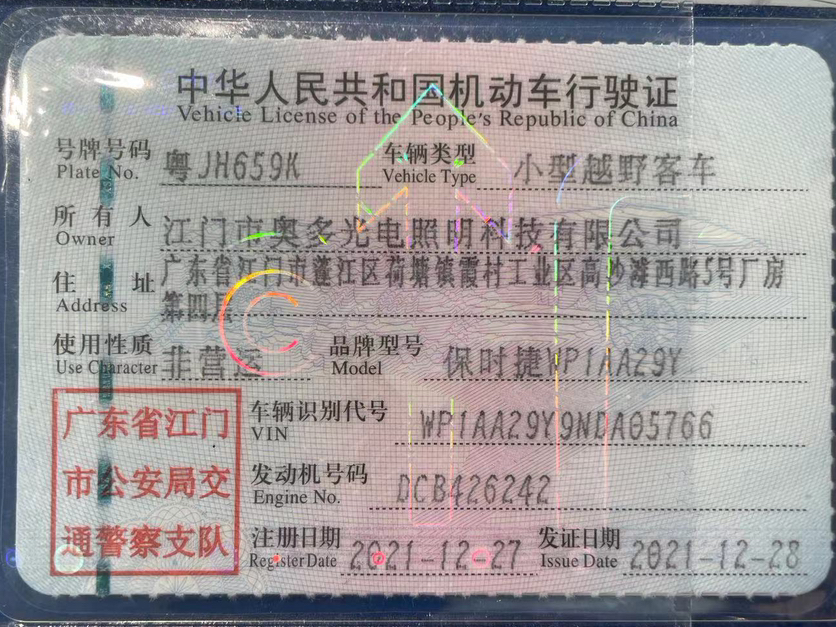 中华人民共和国机动车行驶证
Vehicle License of the People's Republic of China
号牌号码 粤JH659K 车辆类型 小型越野客车
Plate No. Vehicle Type
所有人 江门市奥多光电照明科技有限公司
Owner
住址 广东省江门市蓬江区荷塘镇霞村工业区高沙滩西路5号厂房
Address 第四层
使用性质 非营运 品牌型号 保时捷WP1AA29Y
Use Character Model
广东省江门 车辆识别代号 WP1AA29Y9NDA05766
VIN
市公安局交 发动机号码 DCB426242
Engine No.
通警察支队 注册日期 2021-12-27 发证日期 2021-12-28
Register Date Issue Date